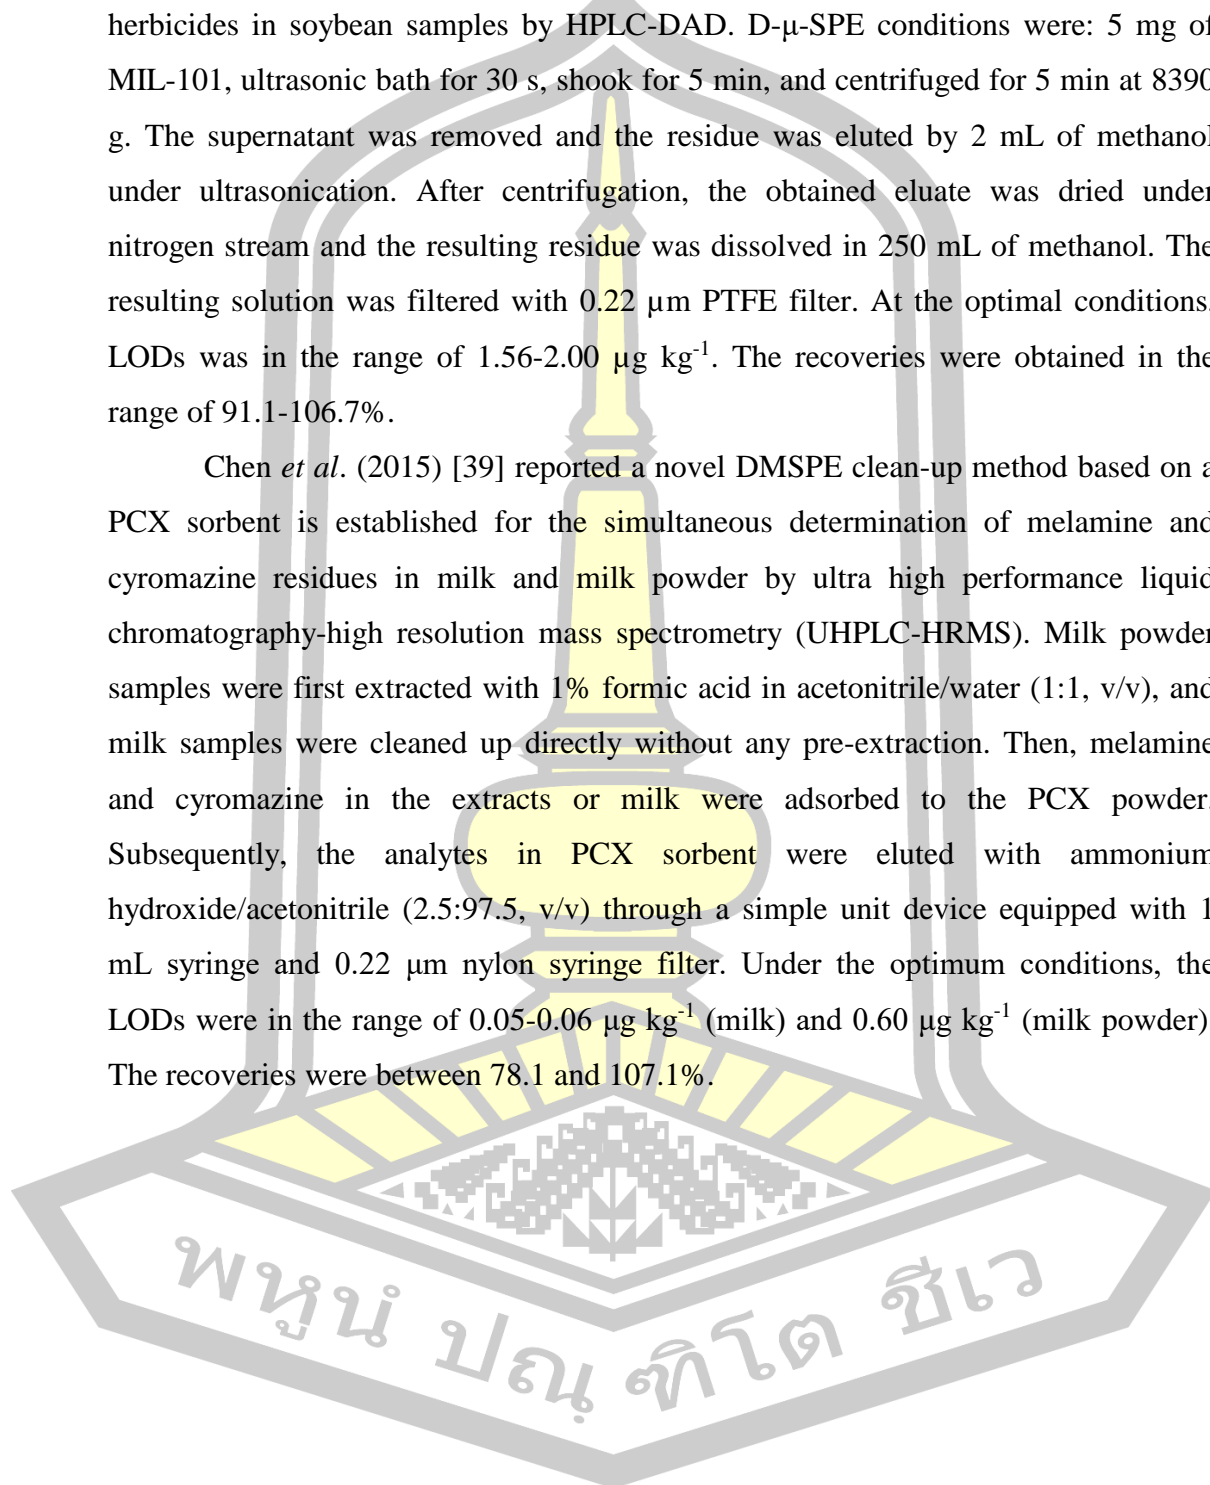 herbicides in soybean samples by HPLC-DAD. D-μ-SPE conditions were: 5 mg of
MIL-101, ultrasonic bath for 30 s, shook for 5 min, and centrifuged for 5 min at 8390
g. The supernatant was removed and the residue was eluted by 2 mL of methanol
under ultrasonication. After centrifugation, the obtained eluate was dried under
nitrogen stream and the resulting residue was dissolved in 250 mL of methanol. The
resulting solution was filtered with 0.22 µm PTFE filter. At the optimal conditions,
LODs was in the range of 1.56-2.00 µg kg⁻¹. The recoveries were obtained in the
range of 91.1-106.7%.
Chen et al. (2015) [39] reported a novel DMSPE clean-up method based on a
PCX sorbent is established for the simultaneous determination of melamine and
cyromazine residues in milk and milk powder by ultra high performance liquid
chromatography-high resolution mass spectrometry (UHPLC-HRMS). Milk powder
samples were first extracted with 1% formic acid in acetonitrile/water (1:1, v/v), and
milk samples were cleaned up directly without any pre-extraction. Then, melamine
and cyromazine in the extracts or milk were adsorbed to the PCX powder.
Subsequently, the analytes in PCX sorbent were eluted with ammonium
hydroxide/acetonitrile (2.5:97.5, v/v) through a simple unit device equipped with 1
mL syringe and 0.22 μm nylon syringe filter. Under the optimum conditions, the
LODs were in the range of 0.05-0.06 μg kg⁻¹ (milk) and 0.60 μg kg⁻¹ (milk powder)
The recoveries were between 78.1 and 107.1%.
พหูนํ ปณฺฑิโต ชีเว